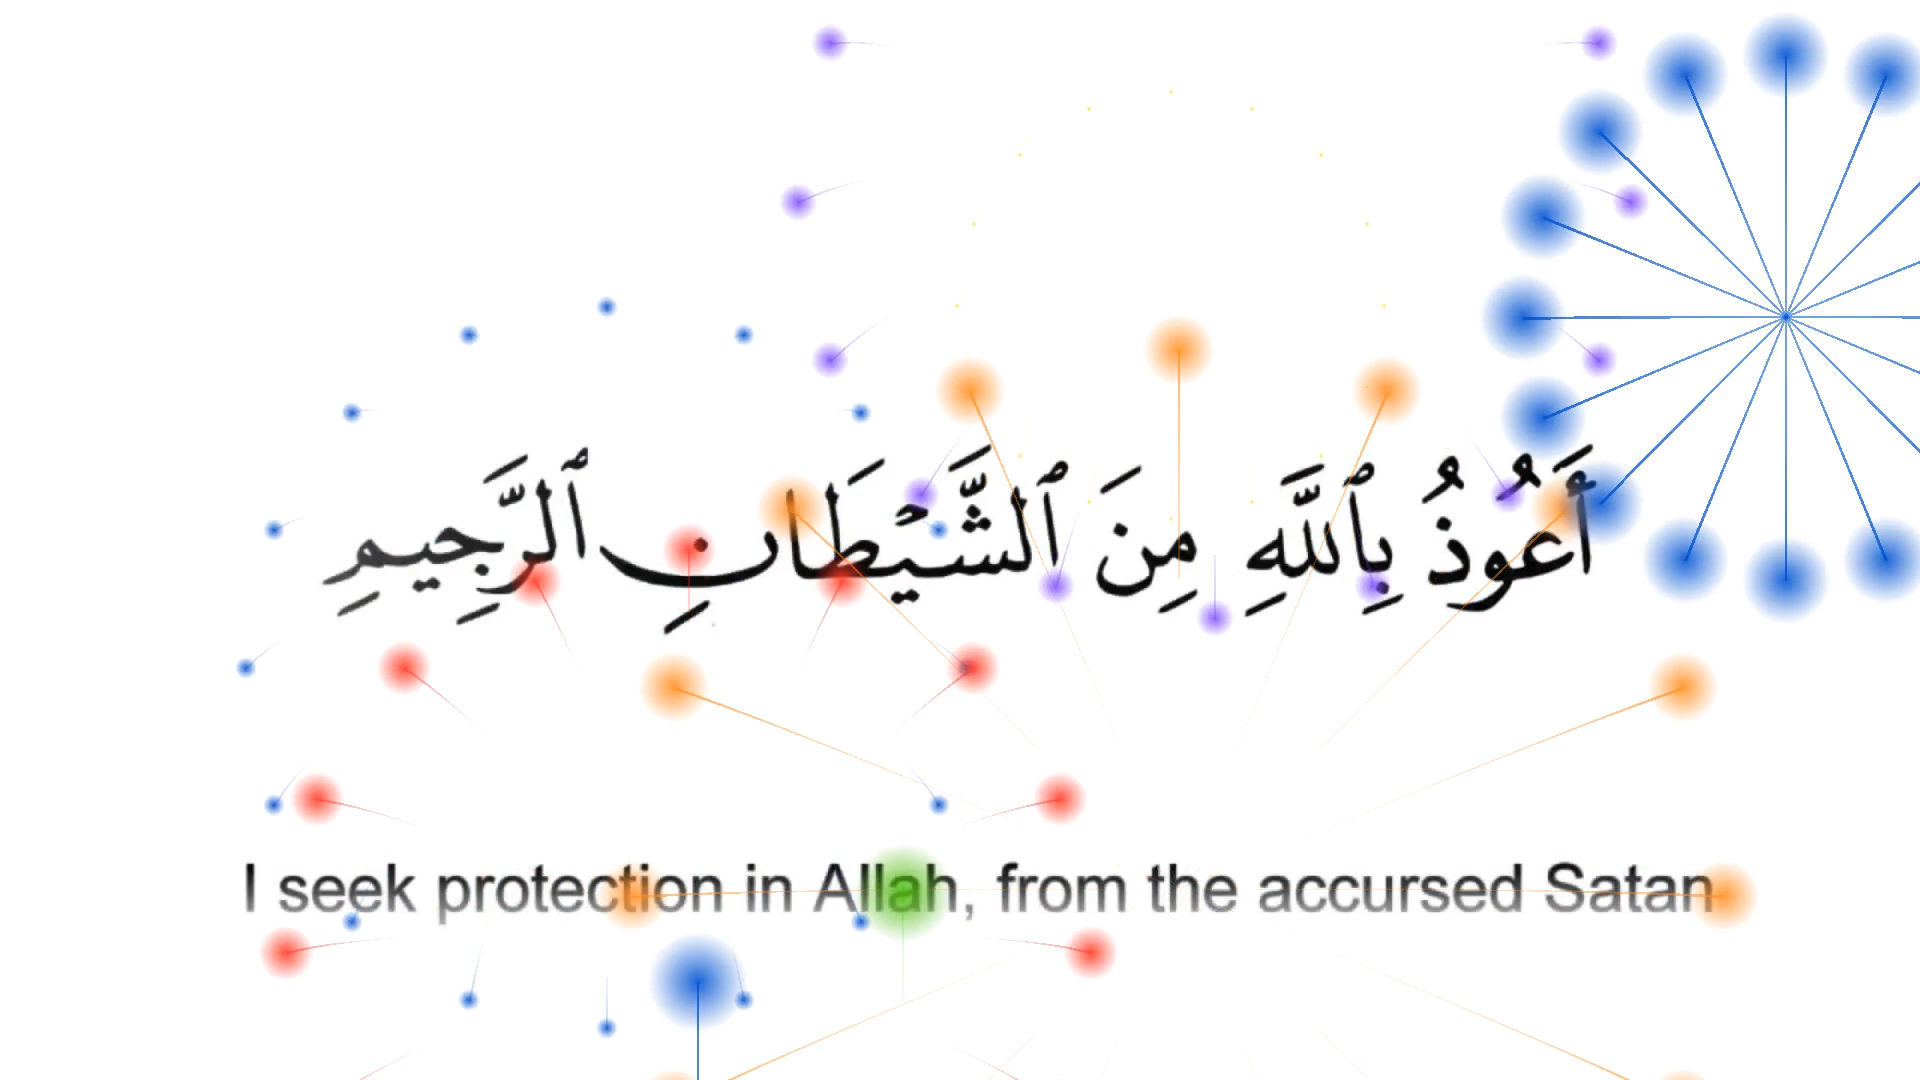 أَعُوذُ بِٱللَّهِ مِنَ ٱلشَّيْطَانِ ٱلرَّجِيمِ
I seek protection in Allah, from the accursed Satan